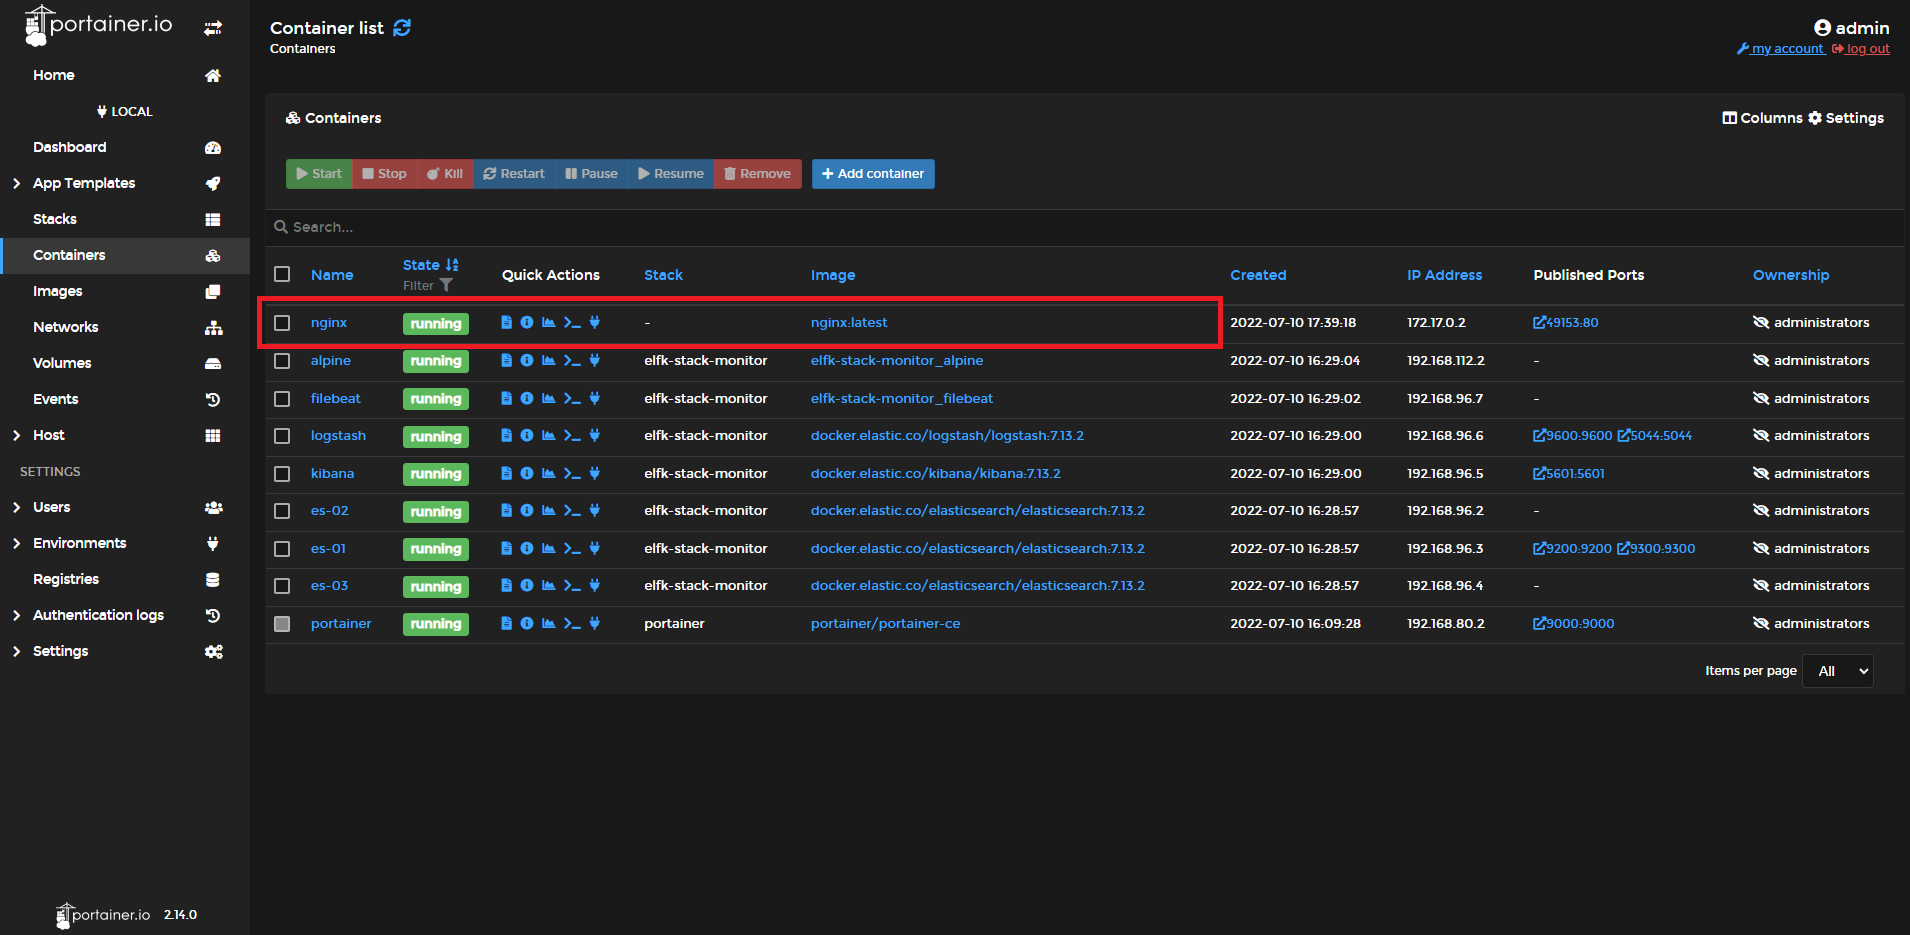 portainer.io
Home
LOCAL
Dashboard
App Templates
Stacks
Containers
Images
Networks
Volumes
Events
Host
SETTINGS
Users
Environments
Registries
Authentication logs
Settings
portainer.io 2.14.0
Container list
Containers
admin
my account log out
Containers
Columns Settings
Start Stop Kill Restart Pause Resume Remove Add container
Search...
Name State Filter Quick Actions Stack Image Created IP Address Published Ports Ownership
nginx running - nginx:latest 2022-07-10 17:39:18 172.17.0.2 49153:80 administrators
alpine running elfk-stack-monitor elfk-stack-monitor_alpine 2022-07-10 16:29:04 192.168.112.2 - administrators
filebeat running elfk-stack-monitor elfk-stack-monitor_filebeat 2022-07-10 16:29:02 192.168.96.7 - administrators
logstash running elfk-stack-monitor docker.elastic.co/logstash/logstash:7.13.2 2022-07-10 16:29:00 192.168.96.6 9600:9600 5044:5044 administrators
kibana running elfk-stack-monitor docker.elastic.co/kibana/kibana:7.13.2 2022-07-10 16:29:00 192.168.96.5 5601:5601 administrators
es-02 running elfk-stack-monitor docker.elastic.co/elasticsearch/elasticsearch:7.13.2 2022-07-10 16:28:57 192.168.96.2 - administrators
es-01 running elfk-stack-monitor docker.elastic.co/elasticsearch/elasticsearch:7.13.2 2022-07-10 16:28:57 192.168.96.3 9200:9200 9300:9300 administrators
es-03 running elfk-stack-monitor docker.elastic.co/elasticsearch/elasticsearch:7.13.2 2022-07-10 16:28:57 192.168.96.4 - administrators
portainer running portainer portainer/portainer-ce 2022-07-10 16:09:28 192.168.80.2 9000:9000 administrators
Items per page All